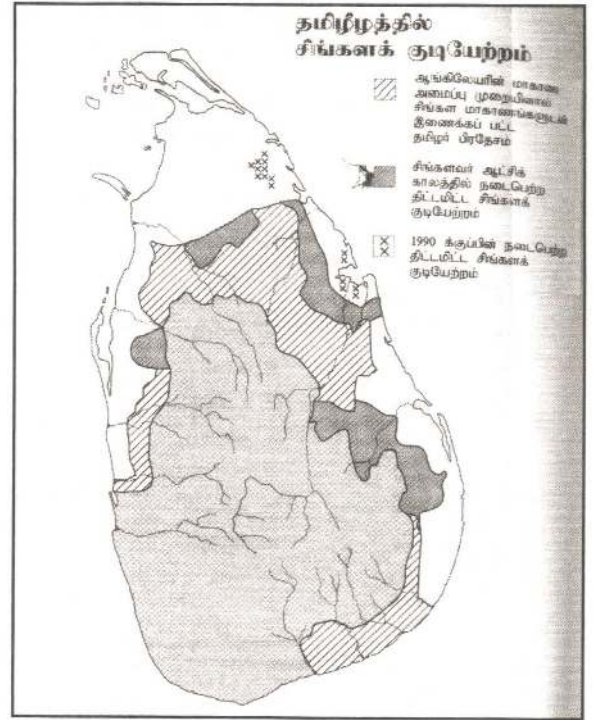 தமிழீழத்தில்
சிங்களக் குடியேற்றம்
ஆங்கிலேயரின் மாகாண
அமைப்பு முறையினால்
சிங்கள மாகாணங்களுடன்
இணைக்கப் பட்ட
தமிழர் பிரதேசம்
சிங்களவர் ஆட்சிக்
காலத்தில் நடைபெற்ற
திட்டமிட்ட சிங்களக்
குடியேற்றம்
1990 க்குப்பின் நடைபெற்ற
திட்டமிட்ட சிங்களக்
குடியேற்றம்